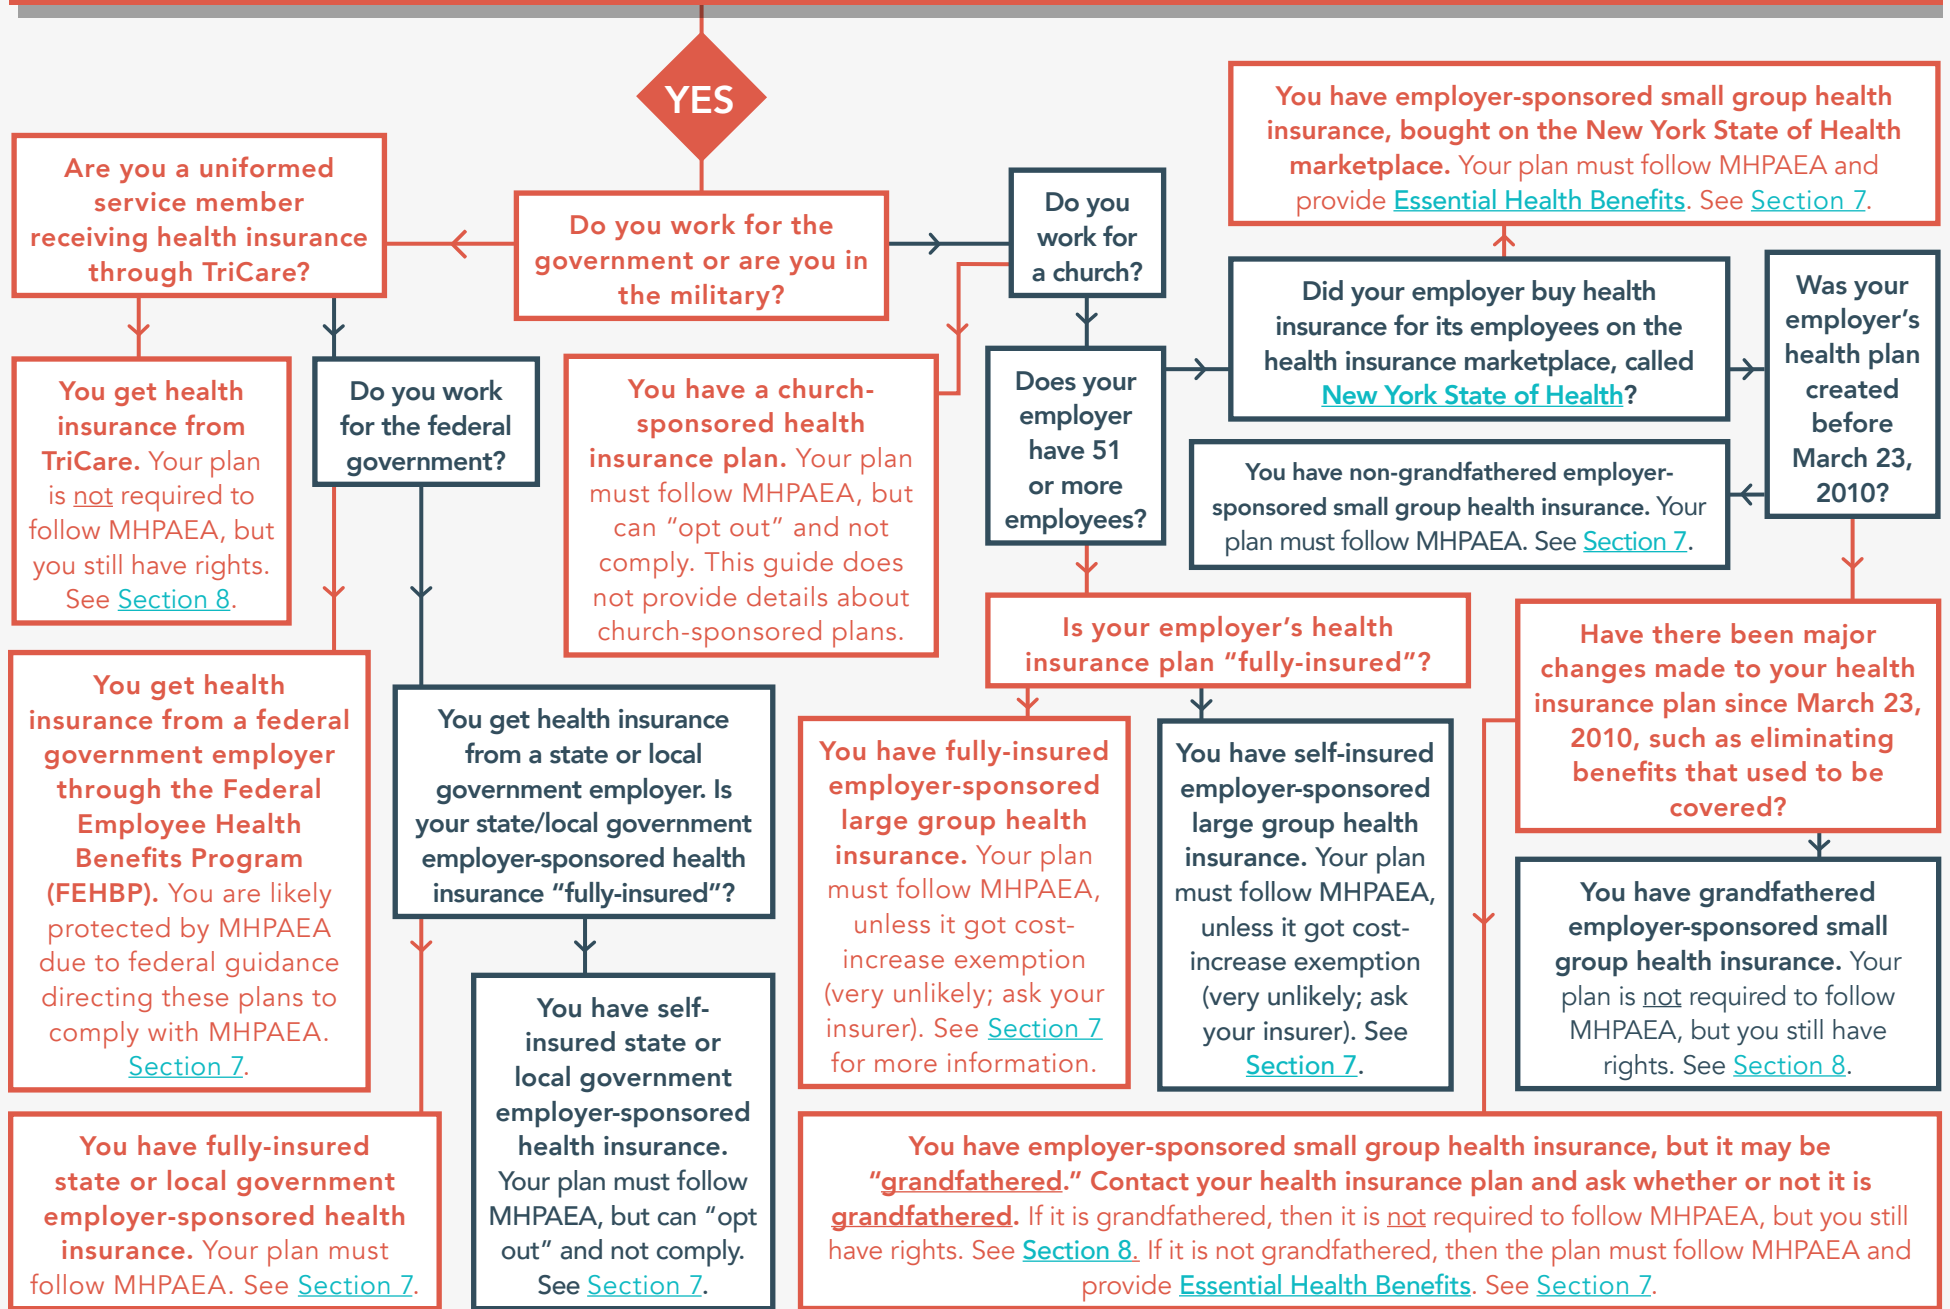 YES
Are you a uniformed
service member
receiving health insurance
through TriCare?
Do you work for the
government or are you in
the military?
Do you
work for
a church?
You have employer-sponsored small group health
insurance, bought on the New York State of Health
marketplace. Your plan must follow MHPAEA and
provide Essential Health Benefits. See Section 7.
Did your employer buy health
insurance for its employees on the
health insurance marketplace, called
New York State of Health?
Was your
employer’s
health plan
created
before
March 23,
2010?
You get health
insurance from
TriCare. Your plan
is not required to
follow MHPAEA, but
you still have rights.
See Section 8.
Do you work
for the federal
government?
You have a church-
sponsored health
insurance plan. Your plan
must follow MHPAEA, but
can “opt out” and not
comply. This guide does
not provide details about
church-sponsored plans.
Does your
employer
have 51
or more
employees?
You have non-grandfathered employer-
sponsored small group health insurance. Your
plan must follow MHPAEA. See Section 7.
Is your employer’s health
insurance plan “fully-insured”?
Have there been major
changes made to your health
insurance plan since March 23,
2010, such as eliminating
benefits that used to be
covered?
You get health
insurance from a federal
government employer
through the Federal
Employee Health
Benefits Program
(FEHBP). You are likely
protected by MHPAEA
due to federal guidance
directing these plans to
comply with MHPAEA.
Section 7.
You get health insurance
from a state or local
government employer. Is
your state/local government
employer-sponsored health
insurance “fully-insured”?
You have fully-insured
employer-sponsored
large group health
insurance. Your plan
must follow MHPAEA,
unless it got cost-
increase exemption
(very unlikely; ask your
insurer). See Section 7
for more information.
You have self-insured
employer-sponsored
large group health
insurance. Your plan
must follow MHPAEA,
unless it got cost-
increase exemption
(very unlikely; ask
your insurer). See
Section 7.
You have grandfathered
employer-sponsored small
group health insurance. Your
plan is not required to follow
MHPAEA, but you still have
rights. See Section 8.
You have self-
insured state or
local government
employer-sponsored
health insurance.
Your plan must follow
MHPAEA, but can “opt
out” and not comply.
See Section 7.
You have fully-insured
state or local government
employer-sponsored health
insurance. Your plan must
follow MHPAEA. See Section 7.
You have employer-sponsored small group health insurance, but it may be
“grandfathered.” Contact your health insurance plan and ask whether or not it is
grandfathered. If it is grandfathered, then it is not required to follow MHPAEA, but you still
have rights. See Section 8. If it is not grandfathered, then the plan must follow MHPAEA and
provide Essential Health Benefits. See Section 7.